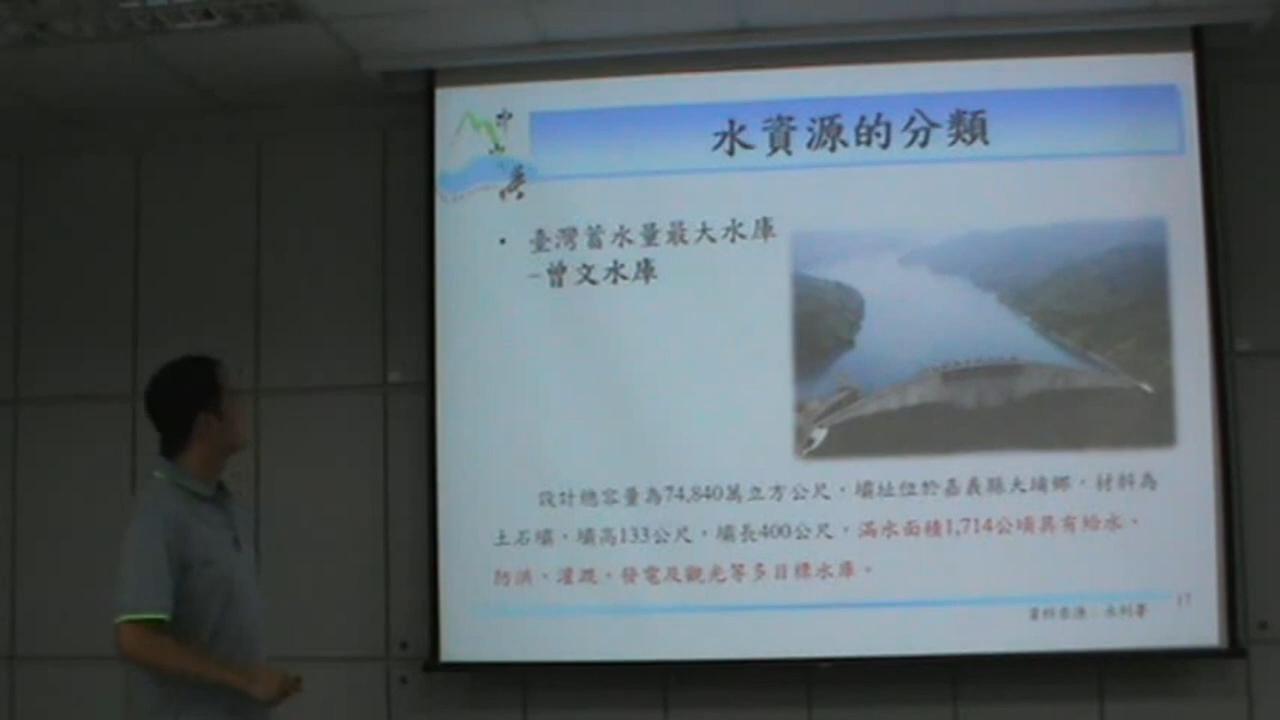 中
興
水資源的分類
• 臺灣蓄水量最大水庫
-曾文水庫
設計總容量為74,840萬立方公尺,壩址位於嘉義縣大埔鄉,材料為
土石壩,壩高133公尺,壩長400公尺,滿水面積1,714公頃具有給水、
防洪、灌溉、發電及觀光等多目標水庫。
資料來源:水利署
17